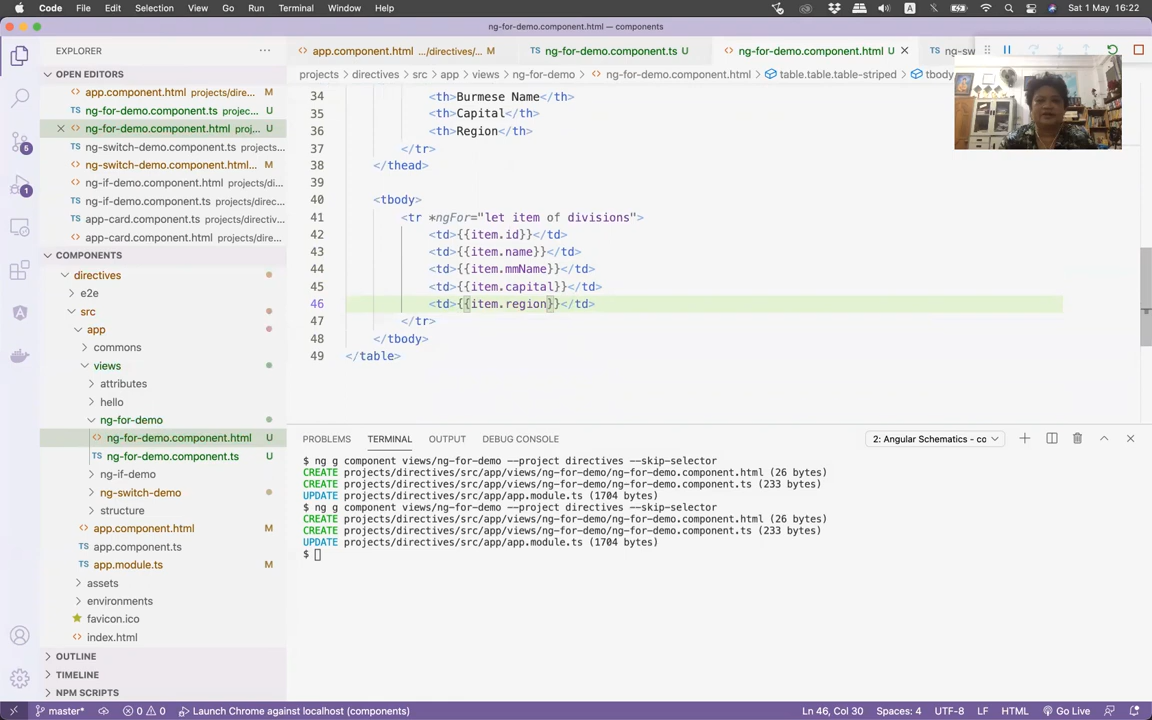 Code File Edit Selection View Go Run Terminal Window Help A Sat 1 May 16:22
ng-for-demo.component.html — components
EXPLORER
app.component.html .../directives/... M
ng-for-demo.component.ts U
ng-for-demo.component.html U
ng-sw
OPEN EDITORS
projects > directives > src > app > views > ng-for-demo > ng-for-demo.component.html > table.table.table-striped > tbody
app.component.html projects/dire... M
ng-for-demo.component.ts projec... U
ng-for-demo.component.html proj... U
ng-switch-demo.component.ts projects...
ng-switch-demo.component.html... M
ng-if-demo.component.html projects/di...
ng-if-demo.component.ts projects/dire...
app-card.component.ts projects/directiv...
app-card.component.html projects/dire...
COMPONENTS
directives
e2e
src
app
commons
views
attributes
hello
ng-for-demo
ng-for-demo.component.html U
ng-for-demo.component.ts U
ng-if-demo
ng-switch-demo
structure
app.component.html M
app.component.ts
app.module.ts M
assets
environments
favicon.ico
index.html
OUTLINE
TIMELINE
NPM SCRIPTS
5
1
34 <th>Burmese Name</th>
35 <th>Capital</th>
36 <th>Region</th>
37 </tr>
38 </thead>
39
40 <tbody>
41 <tr *ngFor="let item of divisions">
42 <td>{{item.id}}</td>
43 <td>{{item.name}}</td>
44 <td>{{item.mmName}}</td>
45 <td>{{item.capital}}</td>
46 <td>{{item.region}}</td>
47 </tr>
48 </tbody>
49 </table>
PROBLEMS TERMINAL OUTPUT DEBUG CONSOLE 2: Angular Schematics - co
$ ng g component views/ng-for-demo --project directives --skip-selector
CREATE projects/directives/src/app/views/ng-for-demo/ng-for-demo.component.html (26 bytes)
CREATE projects/directives/src/app/views/ng-for-demo/ng-for-demo.component.ts (233 bytes)
UPDATE projects/directives/src/app/app.module.ts (1704 bytes)
$ ng g component views/ng-for-demo --project directives --skip-selector
CREATE projects/directives/src/app/views/ng-for-demo/ng-for-demo.component.html (26 bytes)
CREATE projects/directives/src/app/views/ng-for-demo/ng-for-demo.component.ts (233 bytes)
UPDATE projects/directives/src/app/app.module.ts (1704 bytes)
$
master* 0 0 Launch Chrome against localhost (components) Ln 46, Col 30 Spaces: 4 UTF-8 LF HTML Go Live